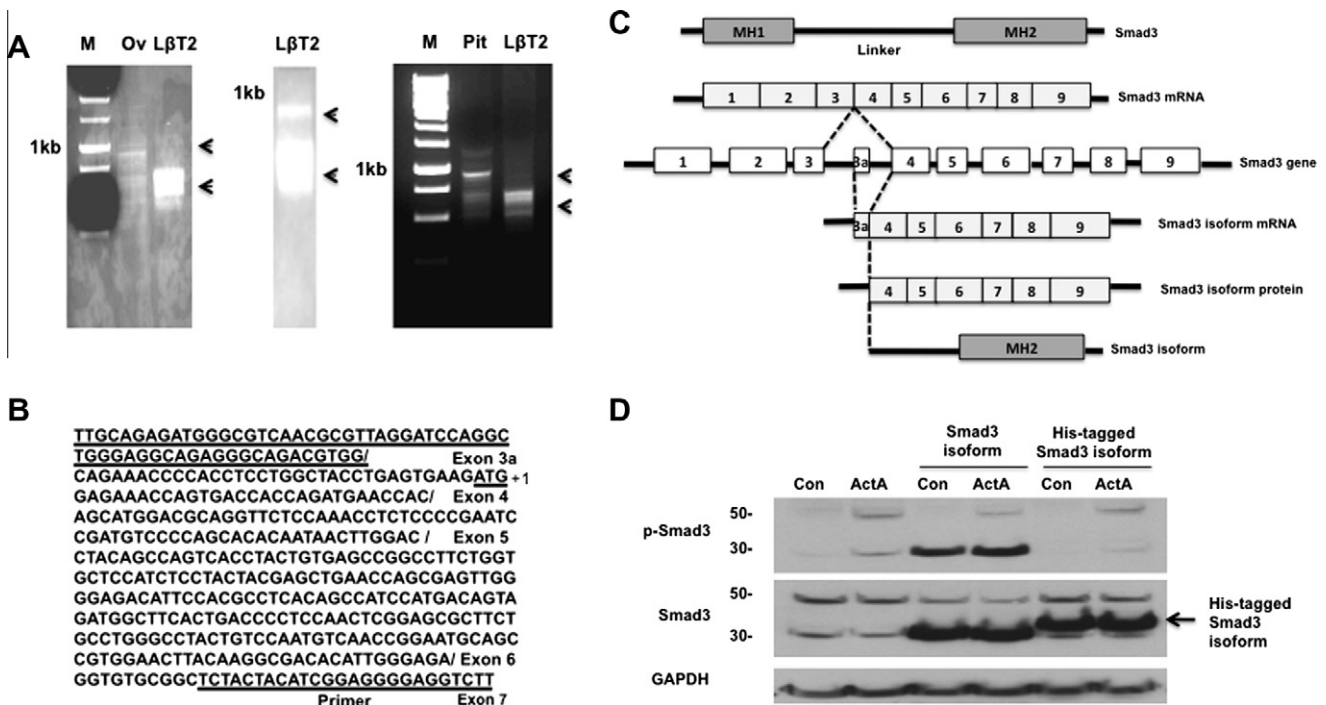 A
M Ov LβT2
1kb
LβT2
1kb
M Pit LβT2
1kb
B
TTGCAGAGATGGGCGTCAACGCGTTAGGATCCAGGC
TGGGAGGCAGAGGGCAGACGTGG/ Exon 3a
CAGAAACCCCACCTCCTGGCTACCTGAGTGAAGATG +1
GAGAAACCAGTGACCACCAGATGAACCAC/ Exon 4
AGCATGGACGCAGGTTCTCCAAACCTCTCCCCGAATC
CGATGTCCCCAGCACACAATAACTTGGAC / Exon 5
CTACAGCCAGTCACCTACTGTGAGCCGGCCTTCTGGT
GCTCCATCTCCTACTACGAGCTGAACCAGCGAGTTGG
GGAGACATTCCACGCCTCACAGCCATCCATGACAGTA
GATGGCTTCACTGACCCCTCCAACTCGGAGCGCTTCT
GCCTGGGCCTACTGTCCAATGTCAACCGGAATGCAGC
CGTGGAACTTACAAGGCGACACATTGGGAGA/ Exon 6
GGTGTGCGGCTCTACTACATCGGAGGGGAGGTCTT
Primer Exon 7
C
MH1 MH2 Smad3
Linker
1 2 3 4 5 6 7 8 9 Smad3 mRNA
1 2 3 3a 4 5 6 7 8 9 Smad3 gene
3a 4 5 6 7 8 9 Smad3 isoform mRNA
4 5 6 7 8 9 Smad3 isoform protein
MH2 Smad3 isoform
D
Smad3
isoform
His-tagged
Smad3 isoform
Con ActA Con ActA Con ActA
p-Smad3
50-
30-
Smad3
50-
30-
His-tagged
Smad3
isoform
GAPDH